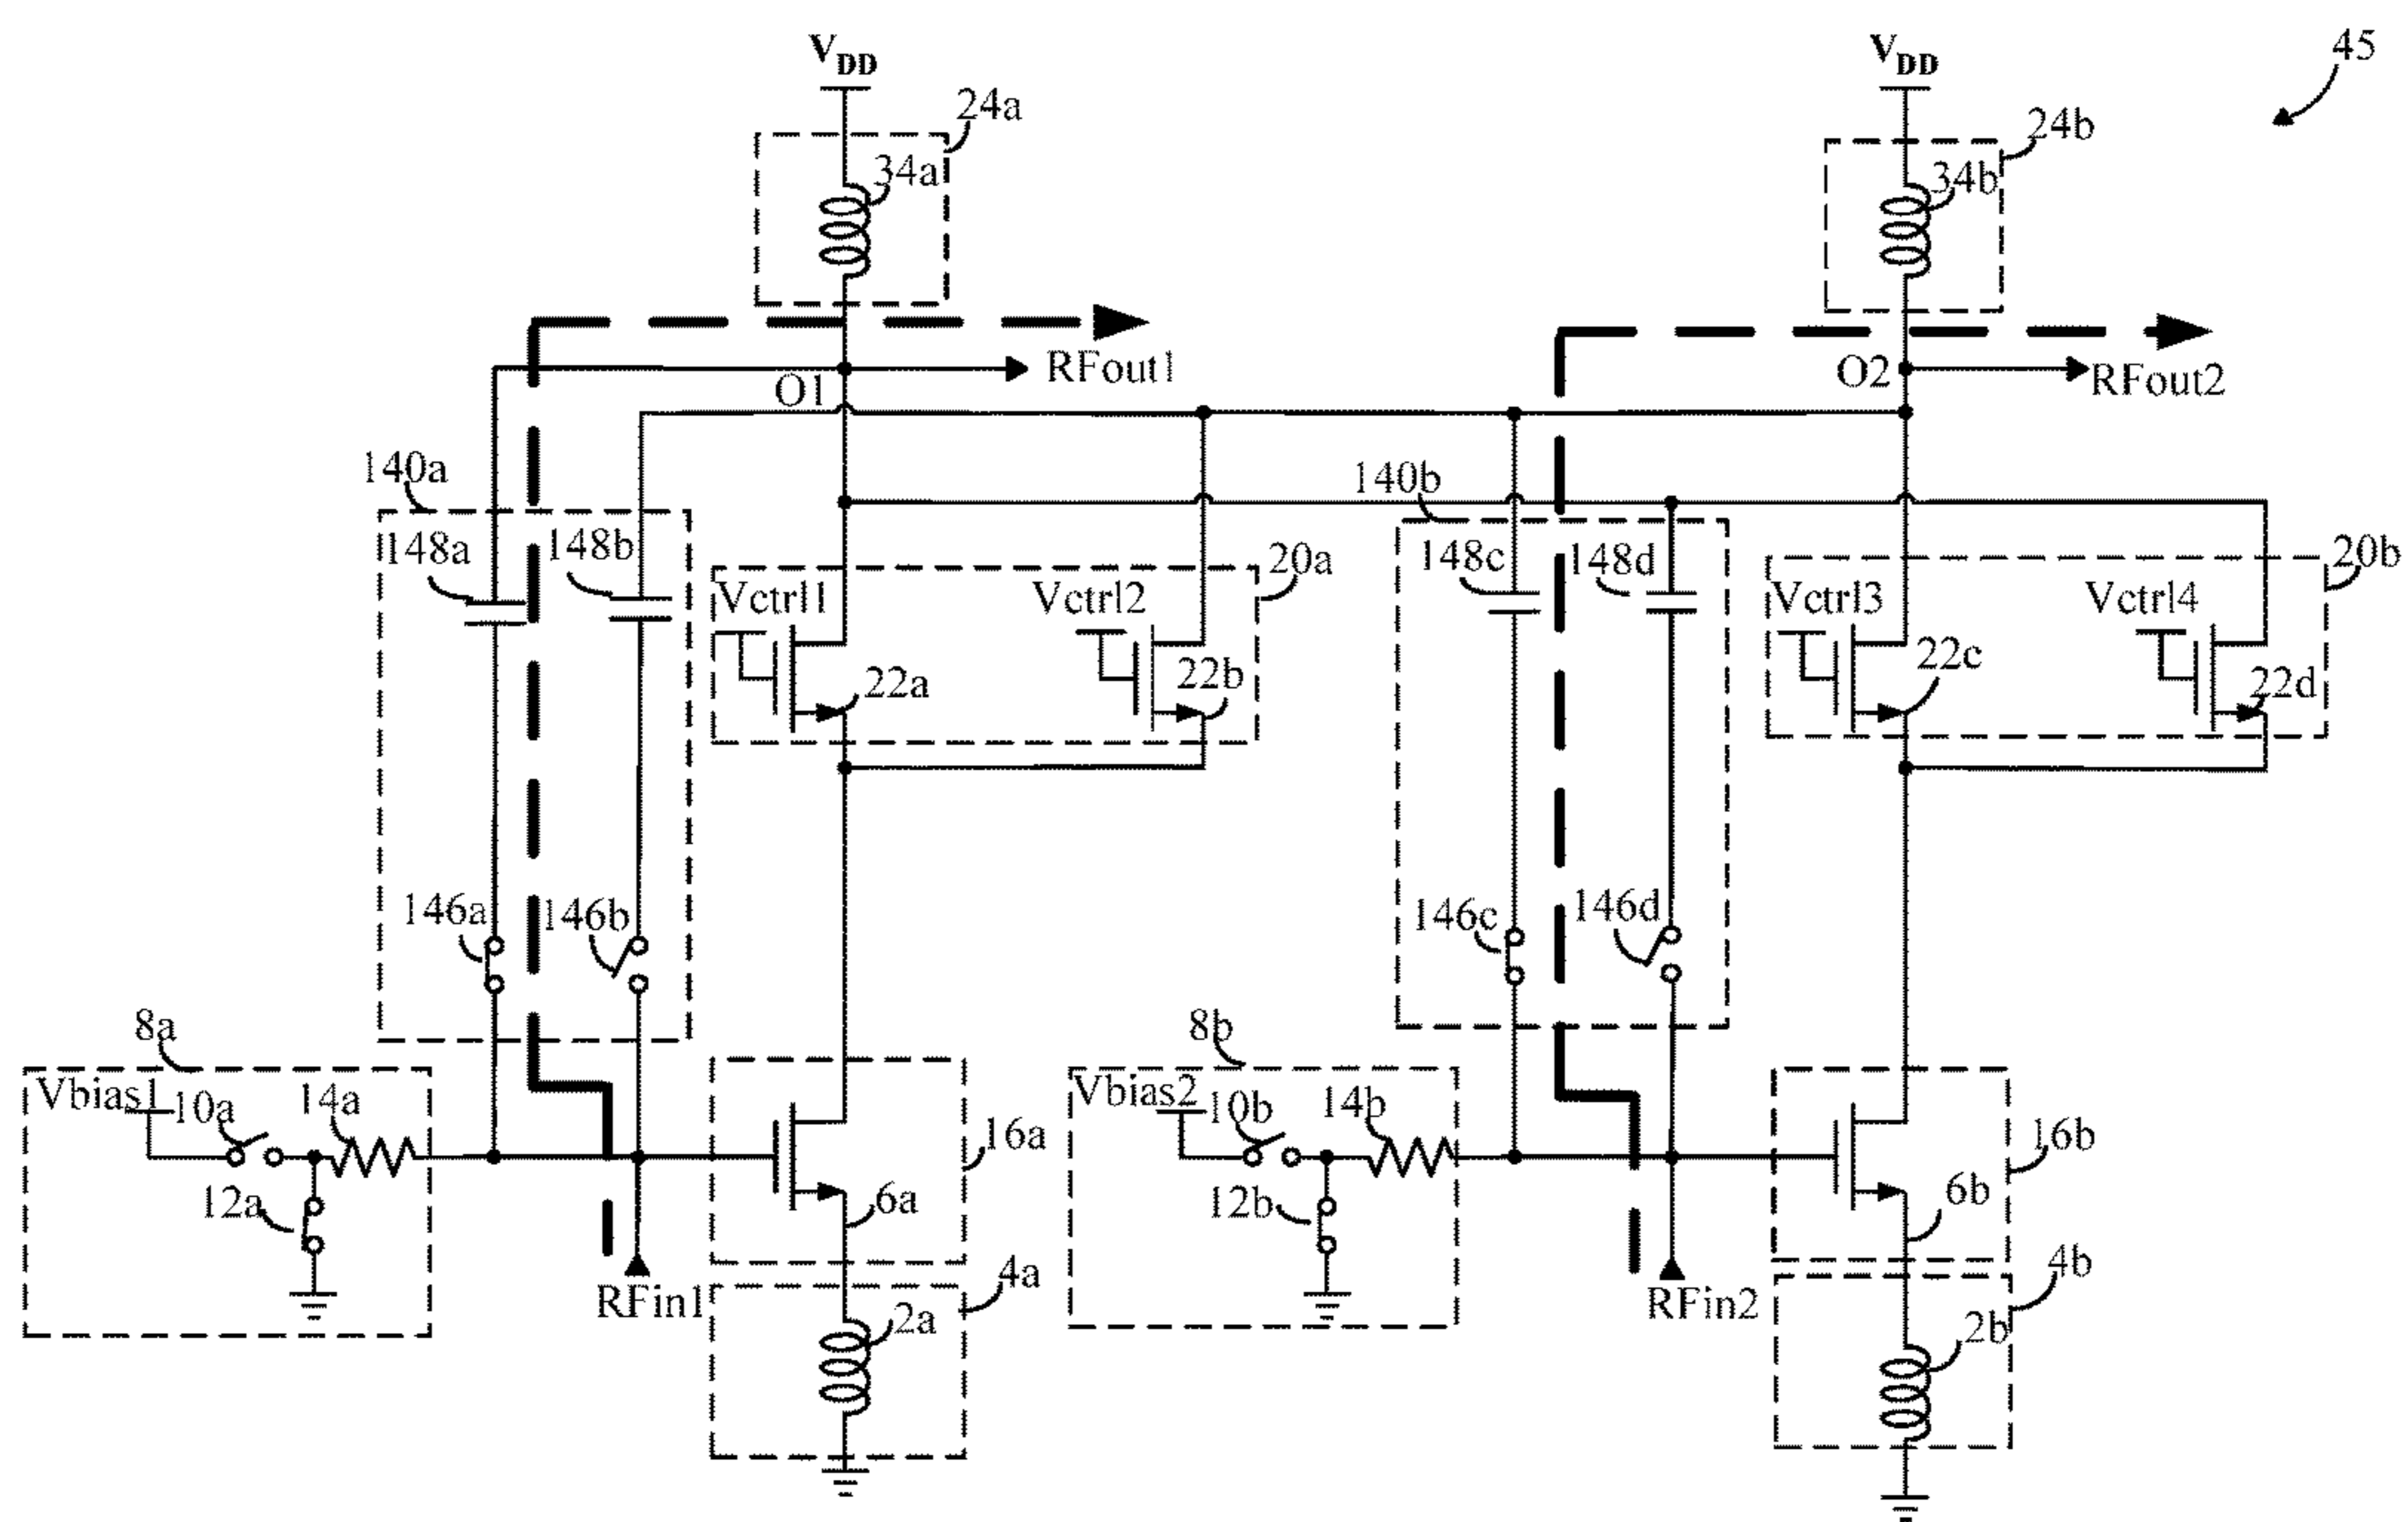 45
VDD
VDD
24a
24b
34a
34b
RFout1
O1
O2
RFout2
140a
140b
148a
148b
20a
148c
148d
20b
Vctrl1
Vctrl2
Vctrl3
Vctrl4
22a
22b
22c
22d
146a
146b
146c
146d
8a
8b
Vbias1
10a
14a
Vbias2
10b
14b
16a
16b
12a
6a
12b
6b
RFin1
4a
RFin2
4b
2a
2b